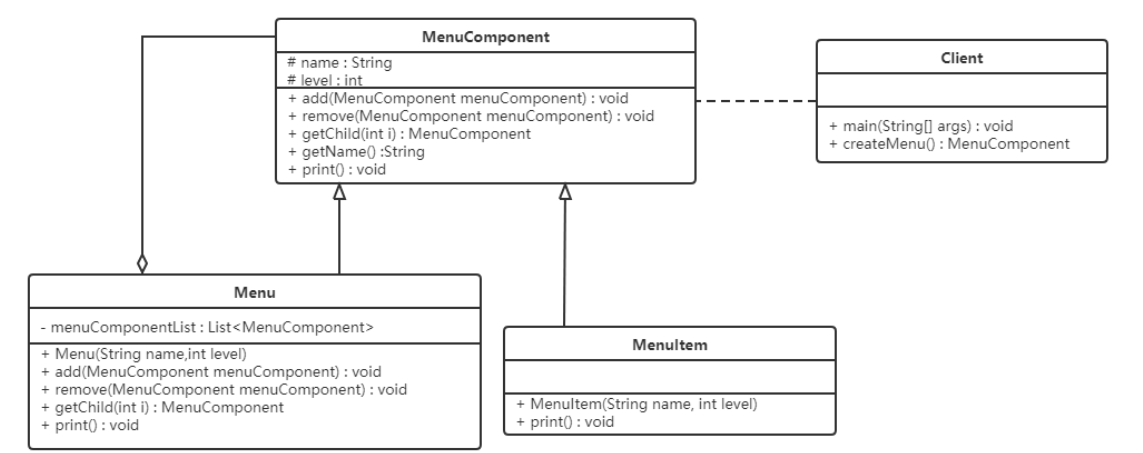 MenuComponent
# name : String
# level : int
+ add(MenuComponent menuComponent) : void
+ remove(MenuComponent menuComponent) : void
+ getChild(int i) : MenuComponent
+ getName() :String
+ print() : void
Client
+ main(String[] args) : void
+ createMenu() : MenuComponent
Menu
- menuComponentList : List<MenuComponent>
+ Menu(String name,int level)
+ add(MenuComponent menuComponent) : void
+ remove(MenuComponent menuComponent) : void
+ getChild(int i) : MenuComponent
+ print() : void
MenuItem
+ MenuItem(String name, int level)
+ print() : void